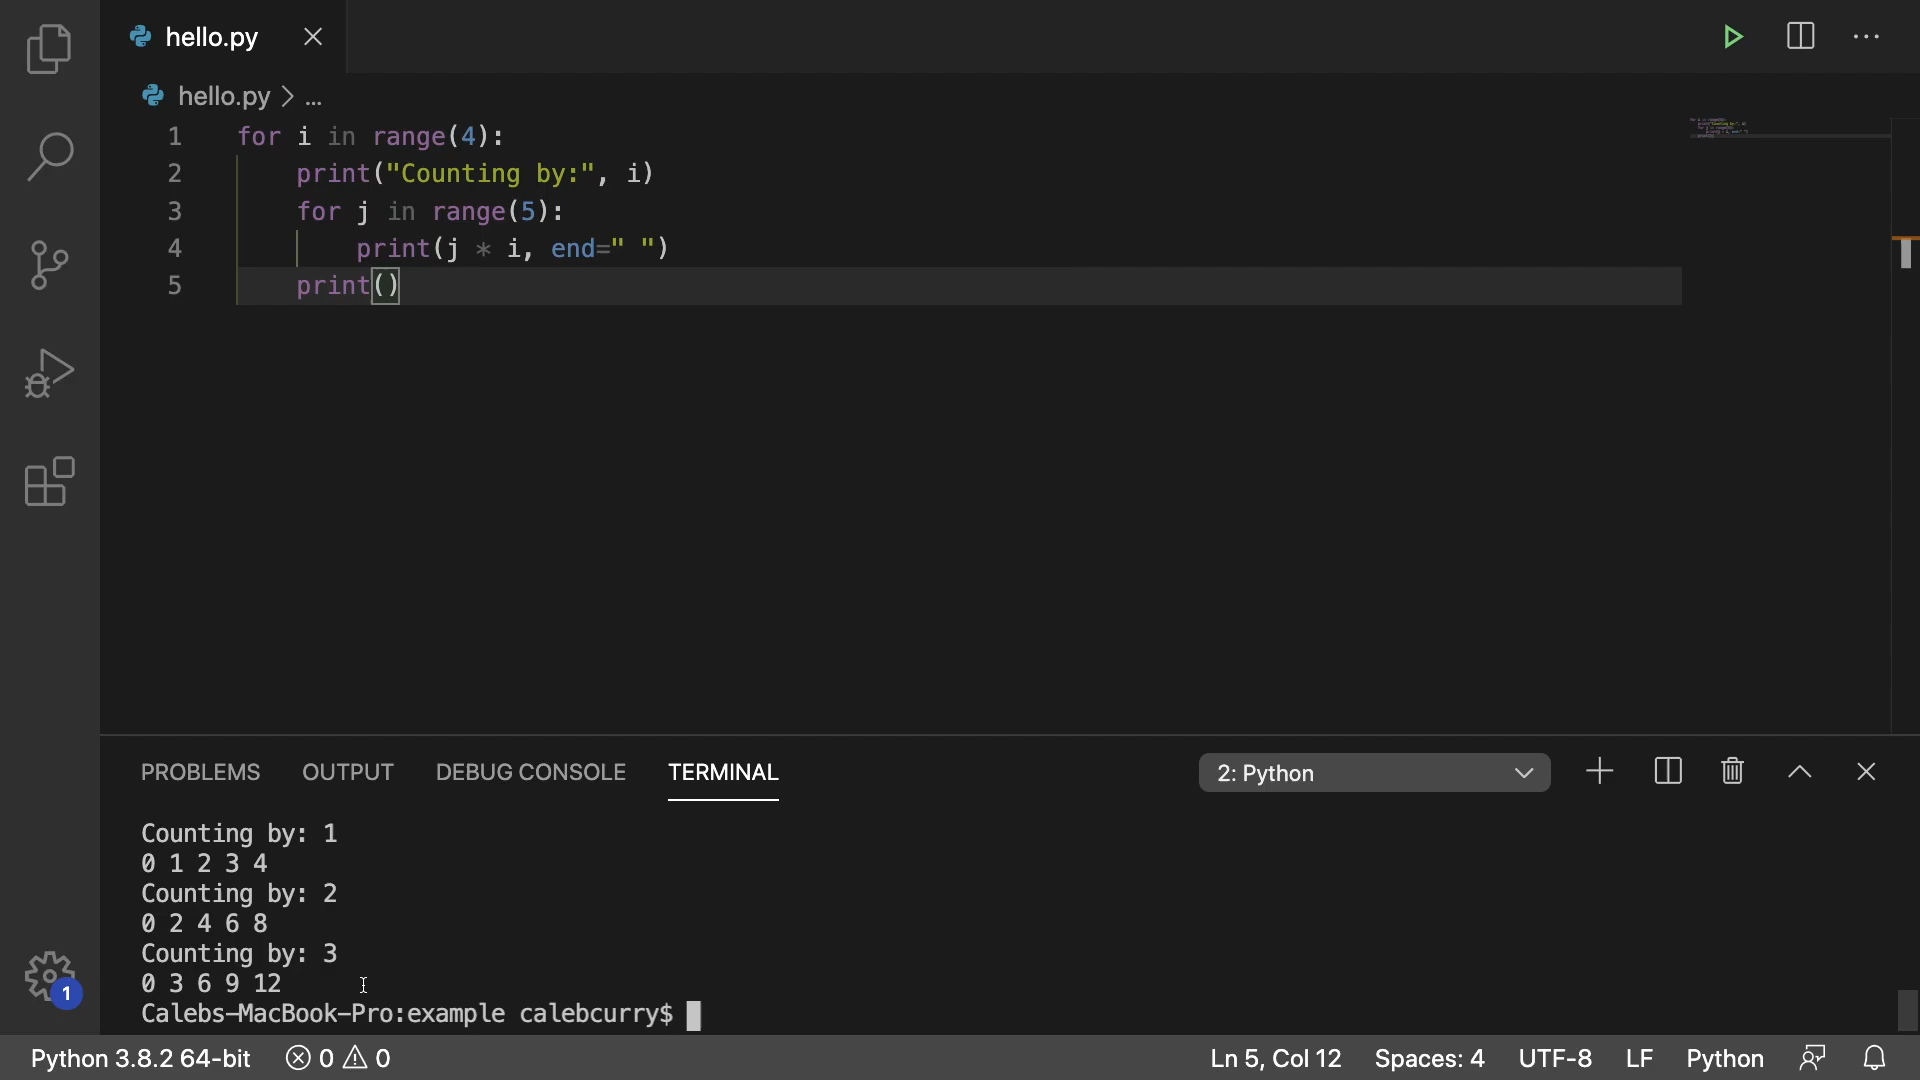 hello.py
hello.py > ...
1 for i in range(4):
2 print("Counting by:", i)
3 for j in range(5):
4 print(j * i, end=" ")
5 print()
PROBLEMS OUTPUT DEBUG CONSOLE TERMINAL 2: Python
Counting by: 1
0 1 2 3 4
Counting by: 2
0 2 4 6 8
Counting by: 3
0 3 6 9 12
Calebs-MacBook-Pro:example calebcurry$
1
Python 3.8.2 64-bit 0 0 Ln 5, Col 12 Spaces: 4 UTF-8 LF Python